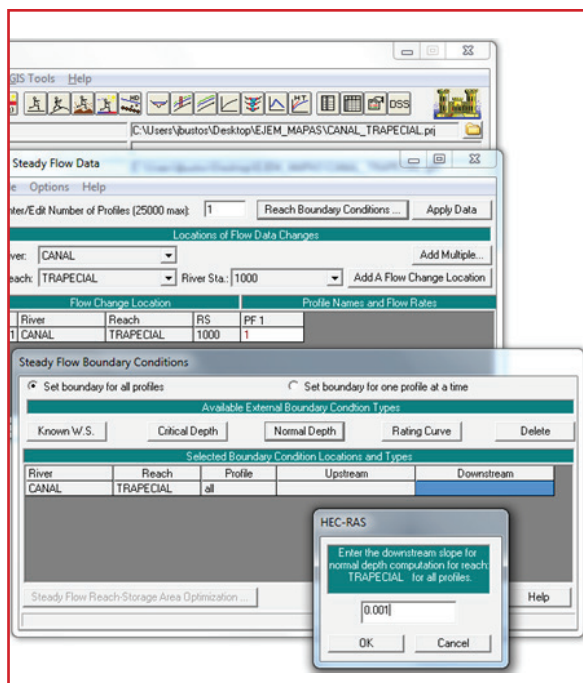 GIS Tools Help
HD HT DSS
C:\Users\jbustos\Desktop\EJEM_MAPAS\CANAL_TRAPECIAL.prj
Steady Flow Data
e Options Help
nter/Edit Number of Profiles (25000 max): 1 Reach Boundary Conditions ... Apply Data
Locations of Flow Data Changes
ver: CANAL Add Multiple...
each: TRAPECIAL River Sta.: 1000 Add A Flow Change Location
Flow Change Location Profile Names and Flow Rates
River Reach RS PF 1
1 CANAL TRAPECIAL 1000 1
Steady Flow Boundary Conditions
Set boundary for all profiles Set boundary for one profile at a time
Available External Boundary Condtion Types
Known W.S. Critical Depth Normal Depth Rating Curve Delete
Selected Boundary Condition Locations and Types
River Reach Profile Upstream Downstream
CANAL TRAPECIAL all
HEC-RAS
Enter the downstream slope for
normal depth computation for reach:
TRAPECIAL for all profiles.
0.001
OK Cancel
Steady Flow Reach-Storage Area Optimization ... Help